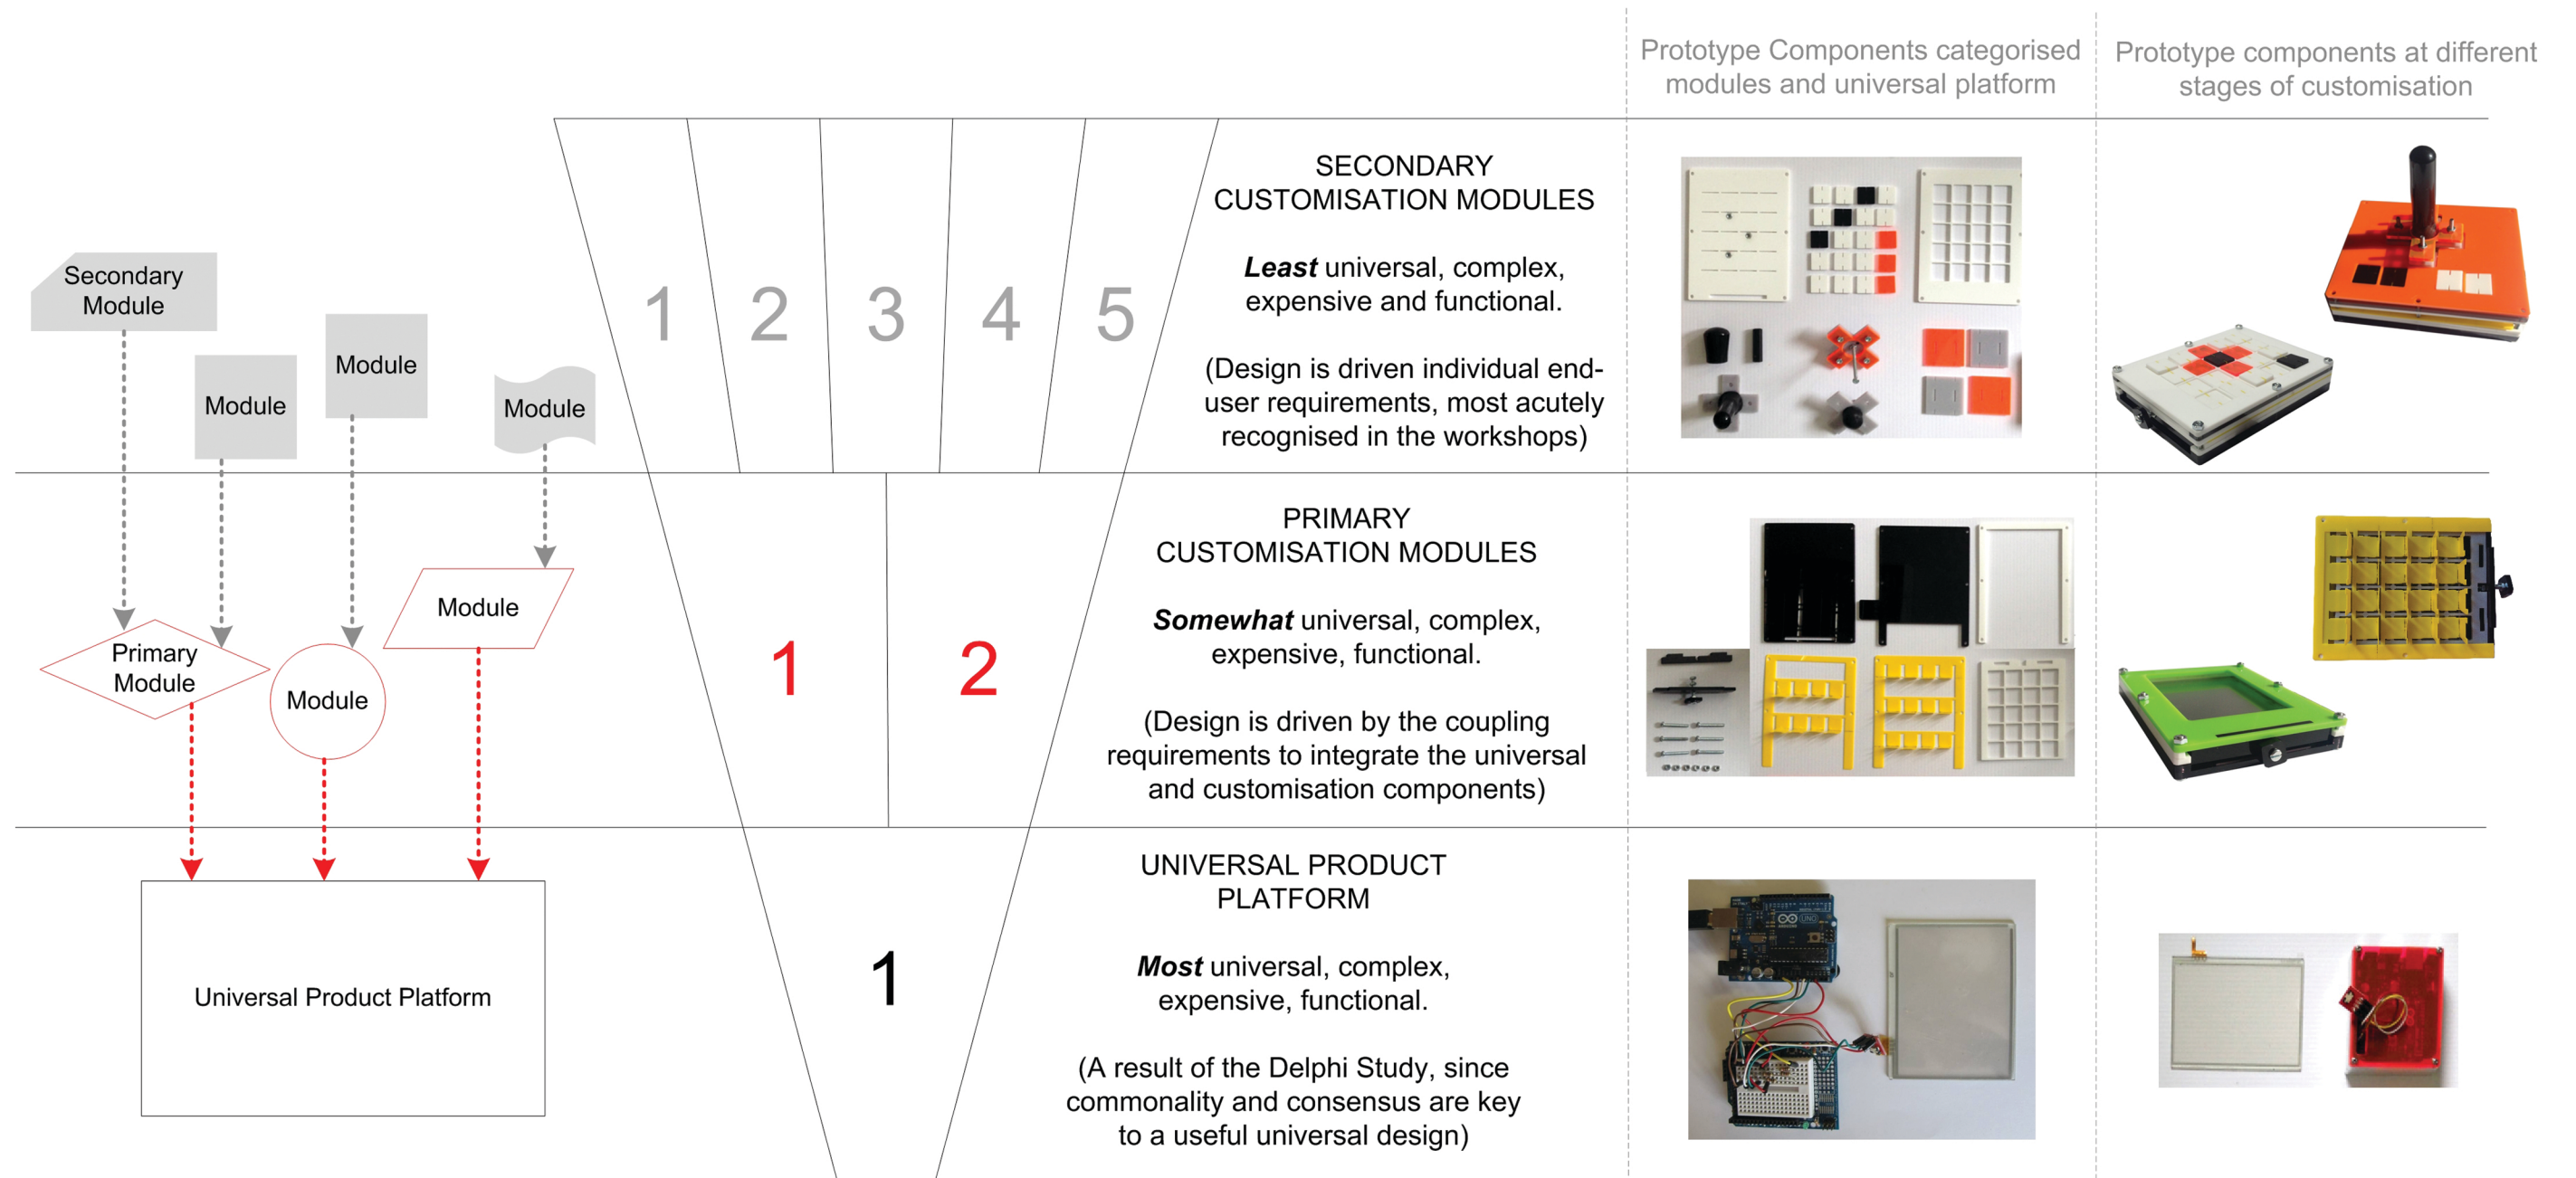 Prototype Components categorised
modules and universal platform
Prototype components at different
stages of customisation
Secondary
Module
Module
Module
Module
1 2 3 4 5
SECONDARY
CUSTOMISATION MODULES
Least universal, complex,
expensive and functional.
(Design is driven individual end-
user requirements, most acutely
recognised in the workshops)
Primary
Module
Module
Module
1 2
PRIMARY
CUSTOMISATION MODULES
Somewhat universal, complex,
expensive, functional.
(Design is driven by the coupling
requirements to integrate the universal
and customisation components)
Universal Product Platform
1
UNIVERSAL PRODUCT
PLATFORM
Most universal, complex,
expensive, functional.
(A result of the Delphi Study, since
commonality and consensus are key
to a useful universal design)
UNO